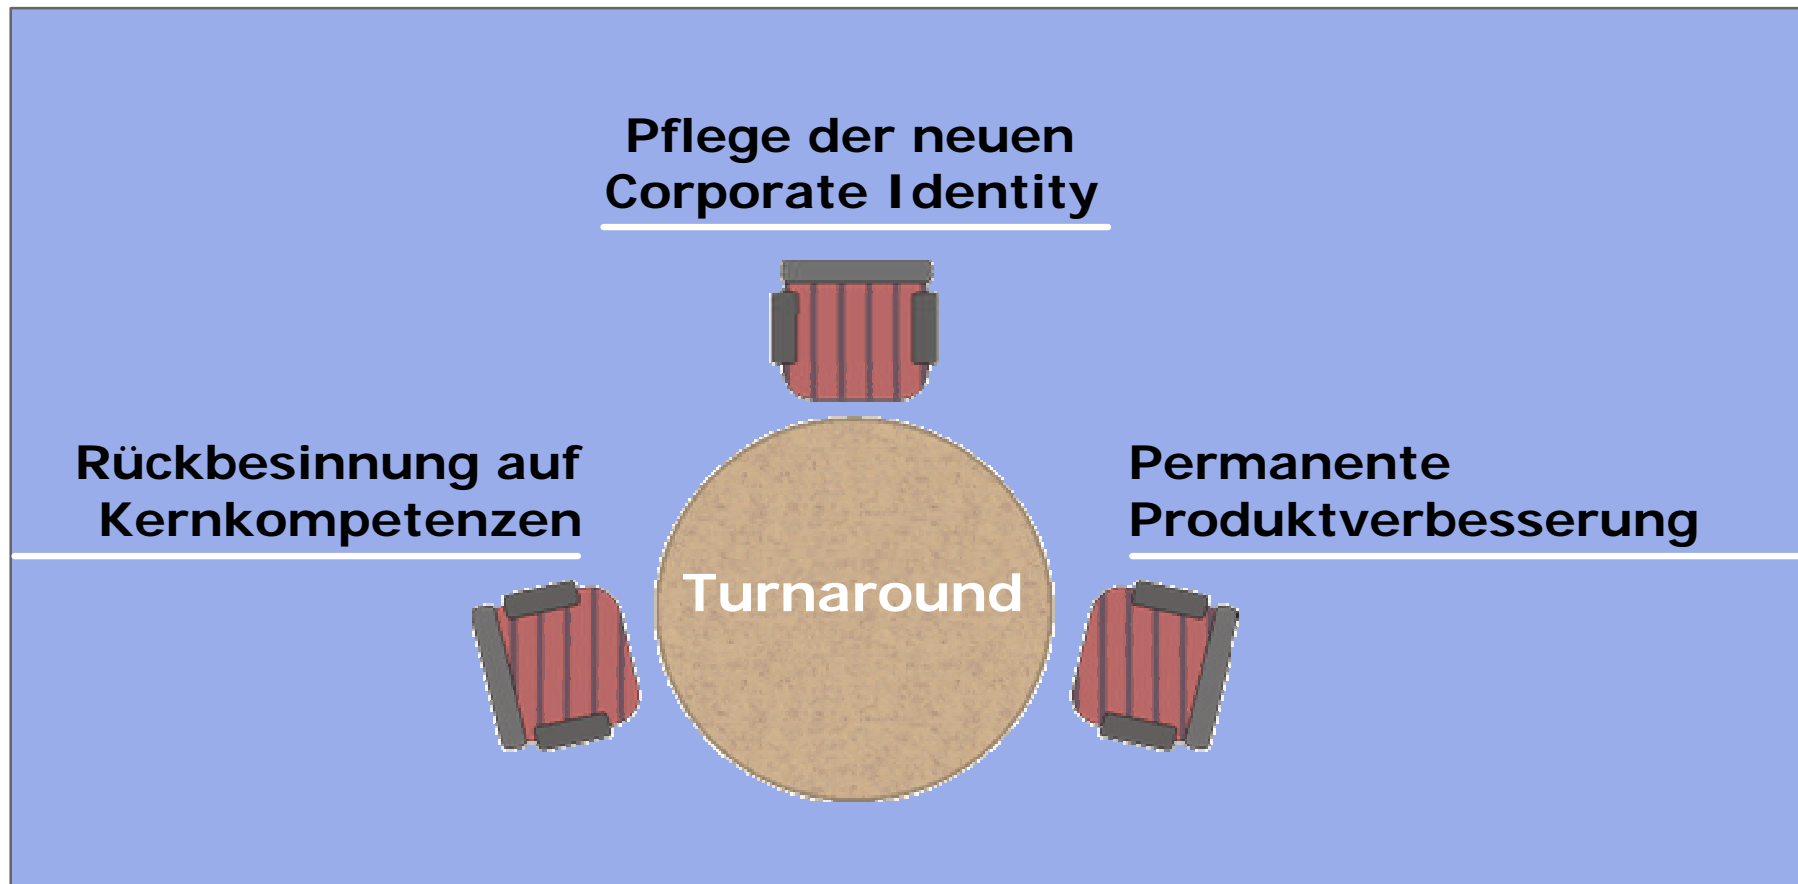 Pflege der neuen
Corporate Identity
Rückbesinnung auf
Kernkompetenzen
Permanente
Produktverbesserung
Turnaround